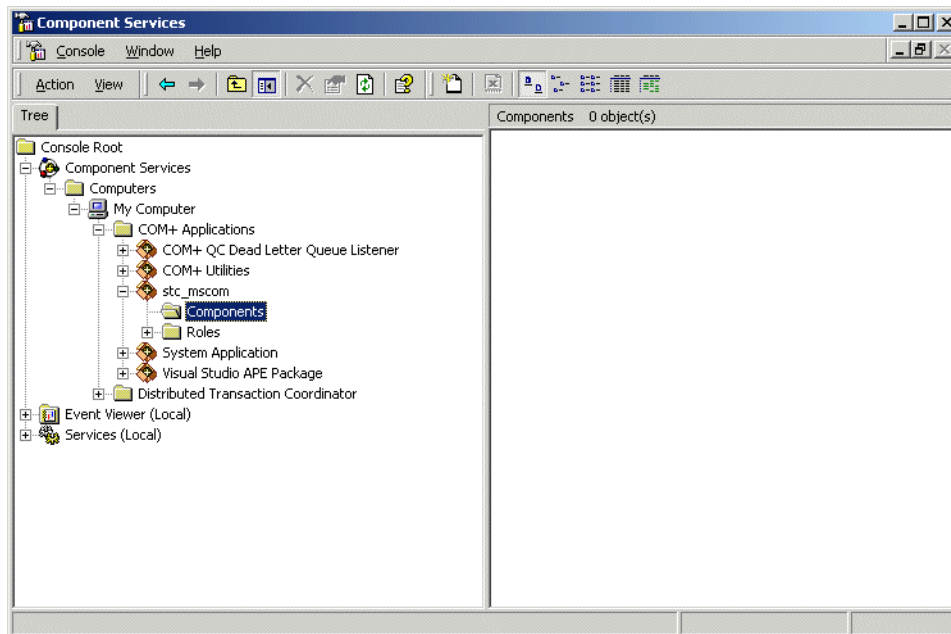 Component Services
Console Window Help
Action View
Tree
Components 0 object(s)
Console Root
Component Services
Computers
My Computer
COM+ Applications
COM+ QC Dead Letter Queue Listener
COM+ Utilities
stc_mscom
Components
Roles
System Application
Visual Studio APE Package
Distributed Transaction Coordinator
Event Viewer (Local)
Services (Local)